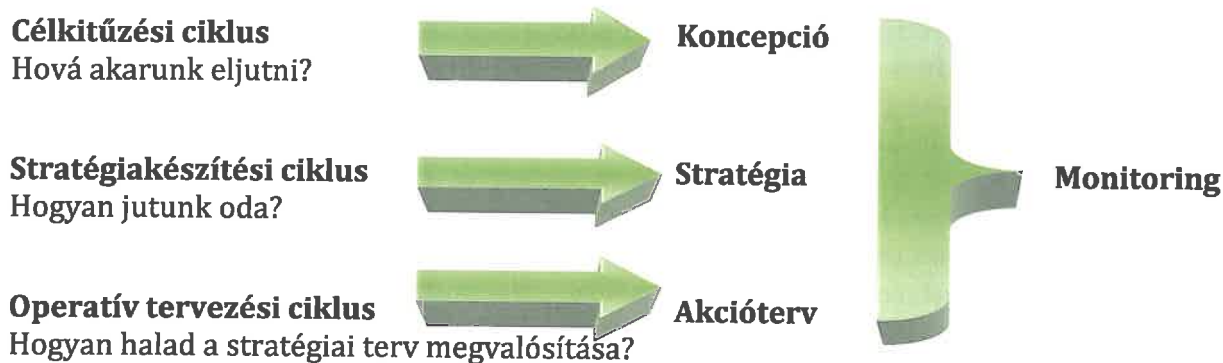 Célkitűzési ciklus
Hová akarunk eljutni?
Koncepció
Stratégiakészítési ciklus
Hogyan jutunk oda?
Stratégia
Monitoring
Operatív tervezési ciklus
Hogyan halad a stratégiai terv megvalósítása?
Akcióterv